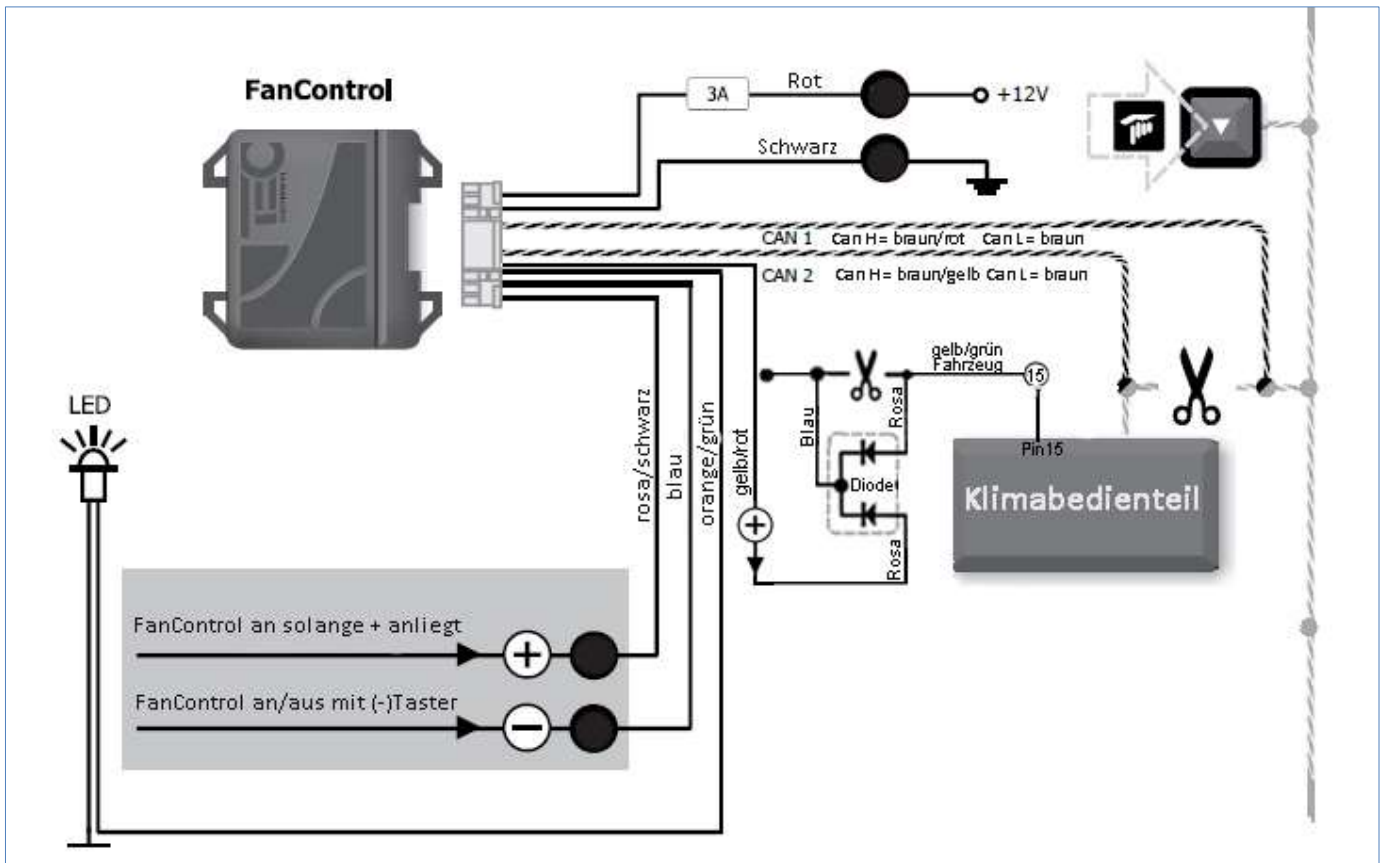 FanControl
3A
Rot
+12V
Schwarz
CAN 1 Can H= braun/rot Can L= braun
CAN 2 Can H= braun/gelb Can L= braun
gelb/grün
Fahrzeug
15
Blau
Rosa
Diode
Rosa
Pin15
Klimabedienteil
LED
rosa/schwarz
blau
orange/grün
gelb/rot
FanControl an solange + anliegt
+
FanControl an/aus mit (-)Taster
−
+